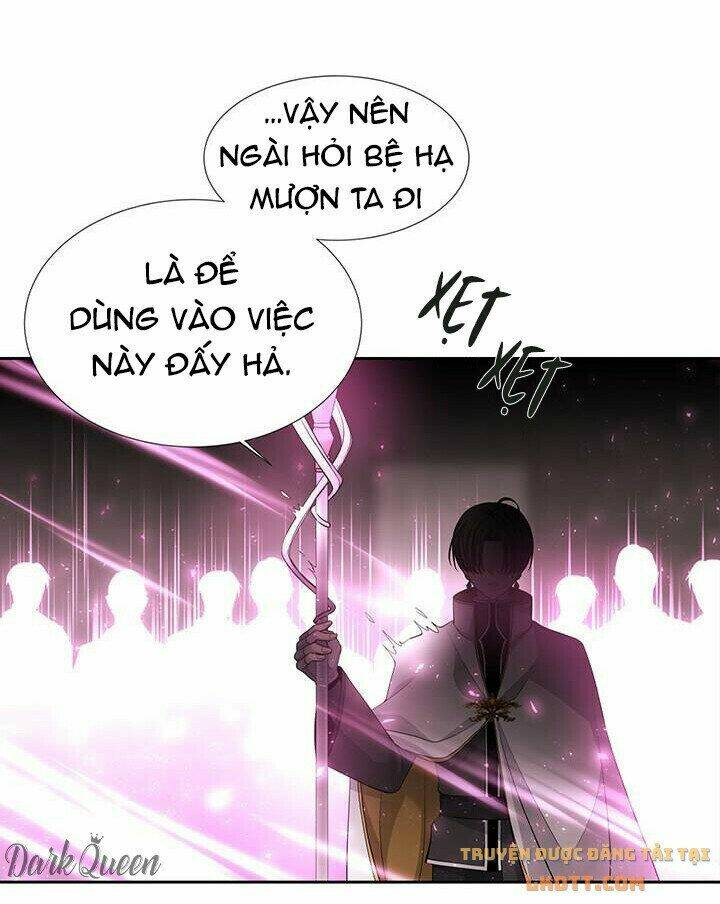 ...VẬY NÊN
NGÀI HỎI BỆ HẠ
MƯỢN TA ĐI
LÀ ĐỂ
DÙNG VÀO VIỆC
NÀY ĐẤY HẢ.
XẸT
XẸT
DarkQueen
TRUYỆN ĐƯỢC ĐĂNG TẢI TẠI
LHDTT.COM